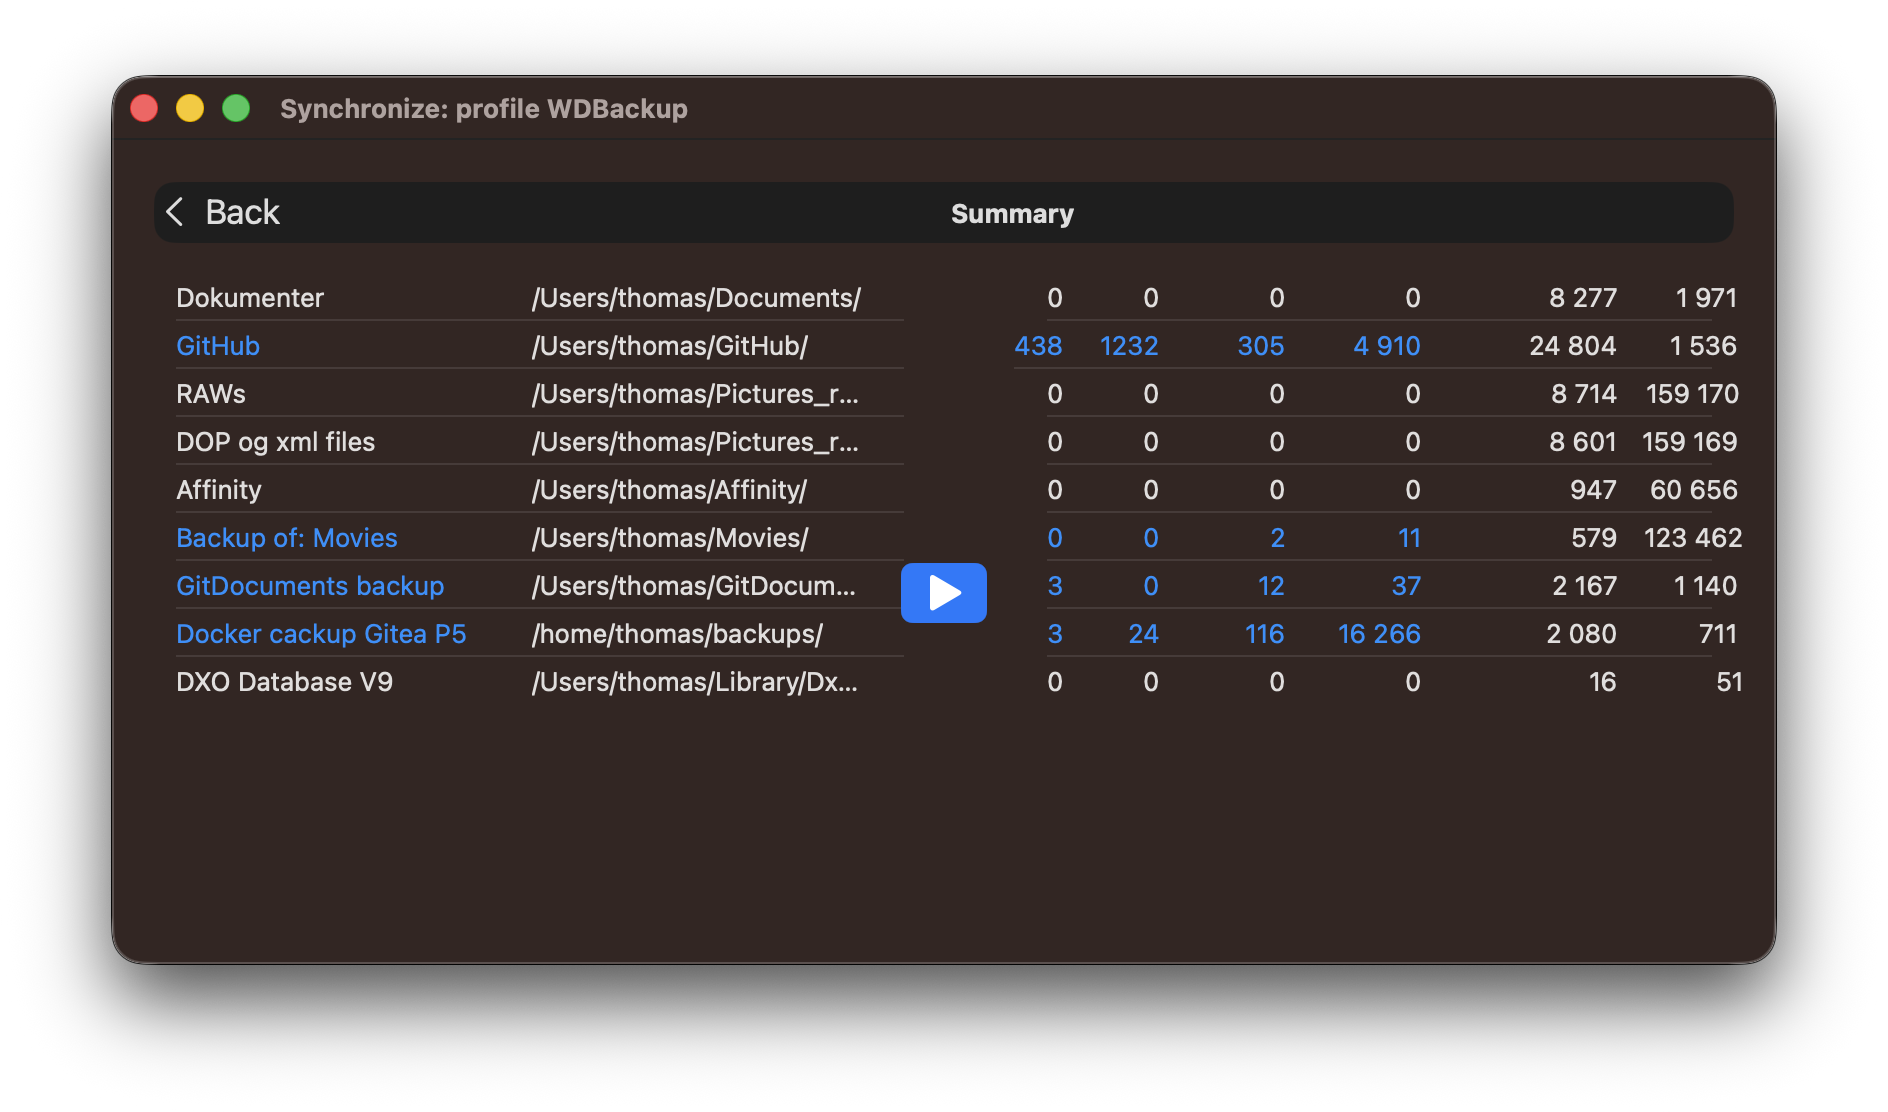 Synchronize: profile WDBackup
Back Summary
Dokumenter /Users/thomas/Documents/ 0 0 0 0 8 277 1 971
GitHub /Users/thomas/GitHub/ 438 1232 305 4 910 24 804 1 536
RAWs /Users/thomas/Pictures_r... 0 0 0 0 8 714 159 170
DOP og xml files /Users/thomas/Pictures_r... 0 0 0 0 8 601 159 169
Affinity /Users/thomas/Affinity/ 0 0 0 0 947 60 656
Backup of: Movies /Users/thomas/Movies/ 0 0 2 11 579 123 462
GitDocuments backup /Users/thomas/GitDocum... 3 0 12 37 2 167 1 140
Docker cackup Gitea P5 /home/thomas/backups/ 3 24 116 16 266 2 080 711
DXO Database V9 /Users/thomas/Library/Dx... 0 0 0 0 16 51